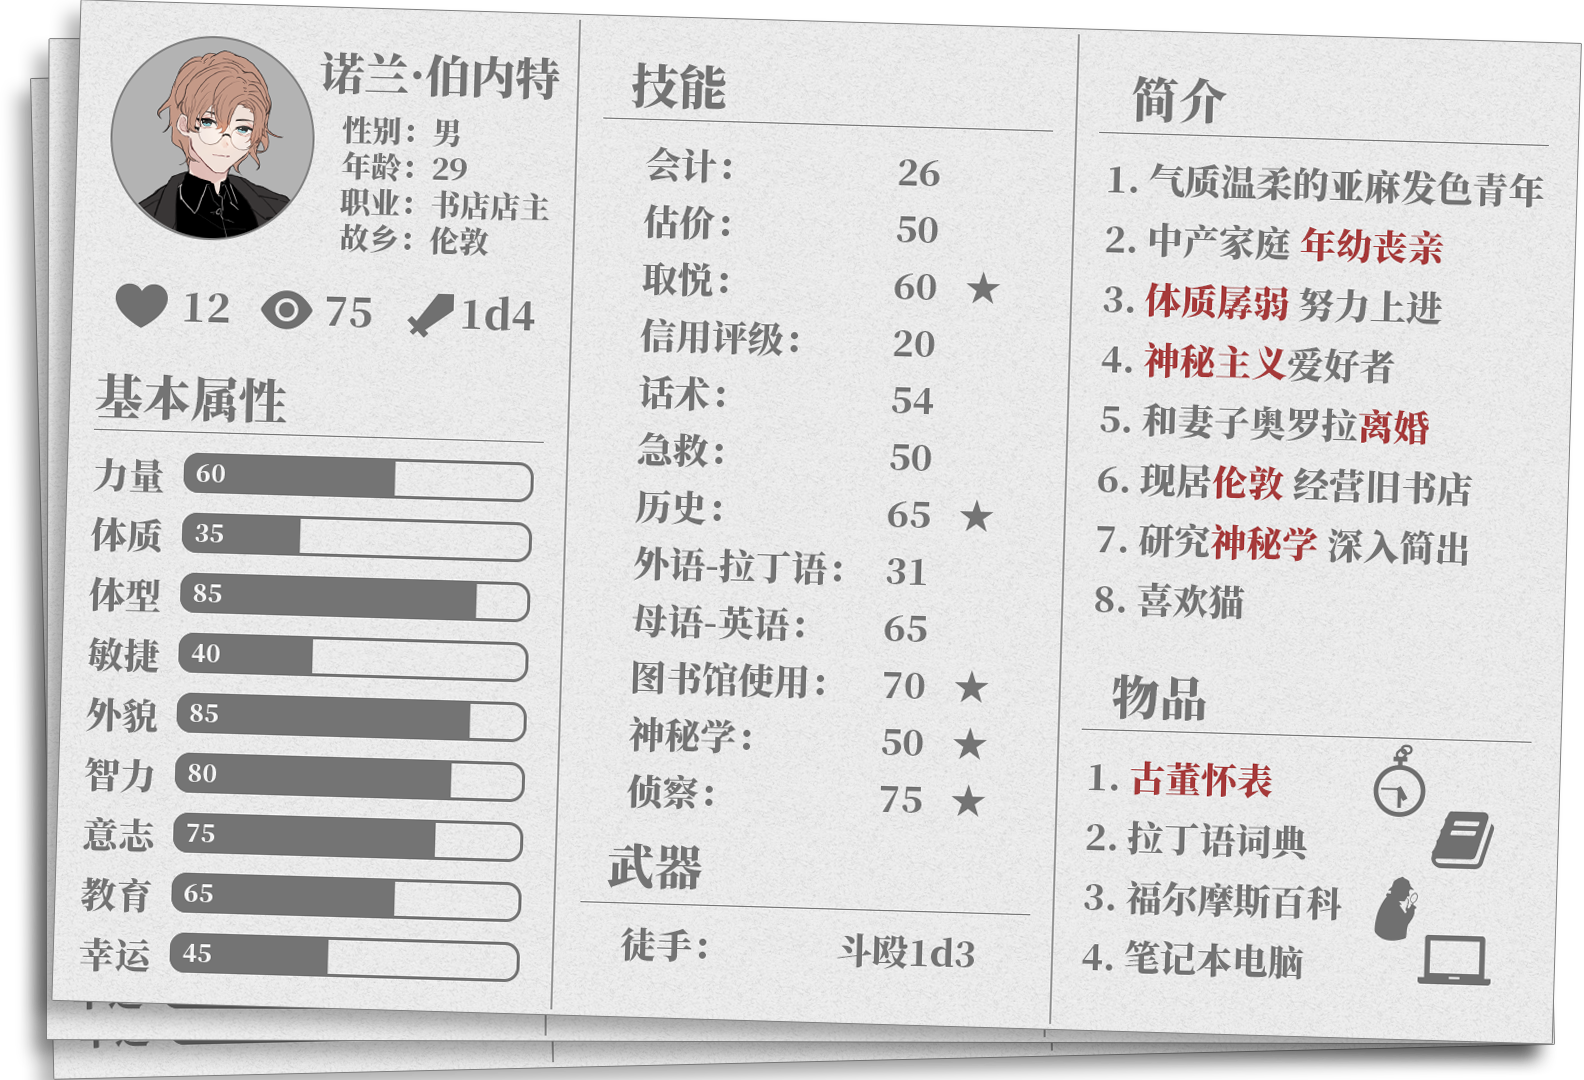 诺兰·伯内特
性别：男
年龄：29
职业：书店店主
故乡：伦敦
12 75 1d4
基本属性
力量 60
体质 35
体型 85
敏捷 40
外貌 85
智力 80
意志 75
教育 65
幸运 45
技能
会计： 26
估价： 50
取悦： 60 ★
信用评级： 20
话术： 54
急救： 50
历史： 65 ★
外语-拉丁语： 31
母语-英语： 65
图书馆使用： 70 ★
神秘学： 50 ★
侦察： 75 ★
武器
徒手： 斗殴1d3
简介
1. 气质温柔的亚麻发色青年
2. 中产家庭 年幼丧亲
3. 体质孱弱 努力上进
4. 神秘主义爱好者
5. 和妻子奥罗拉离婚
6. 现居伦敦 经营旧书店
7. 研究神秘学 深入简出
8. 喜欢猫
物品
1. 古董怀表
2. 拉丁语词典
3. 福尔摩斯百科
4. 笔记本电脑